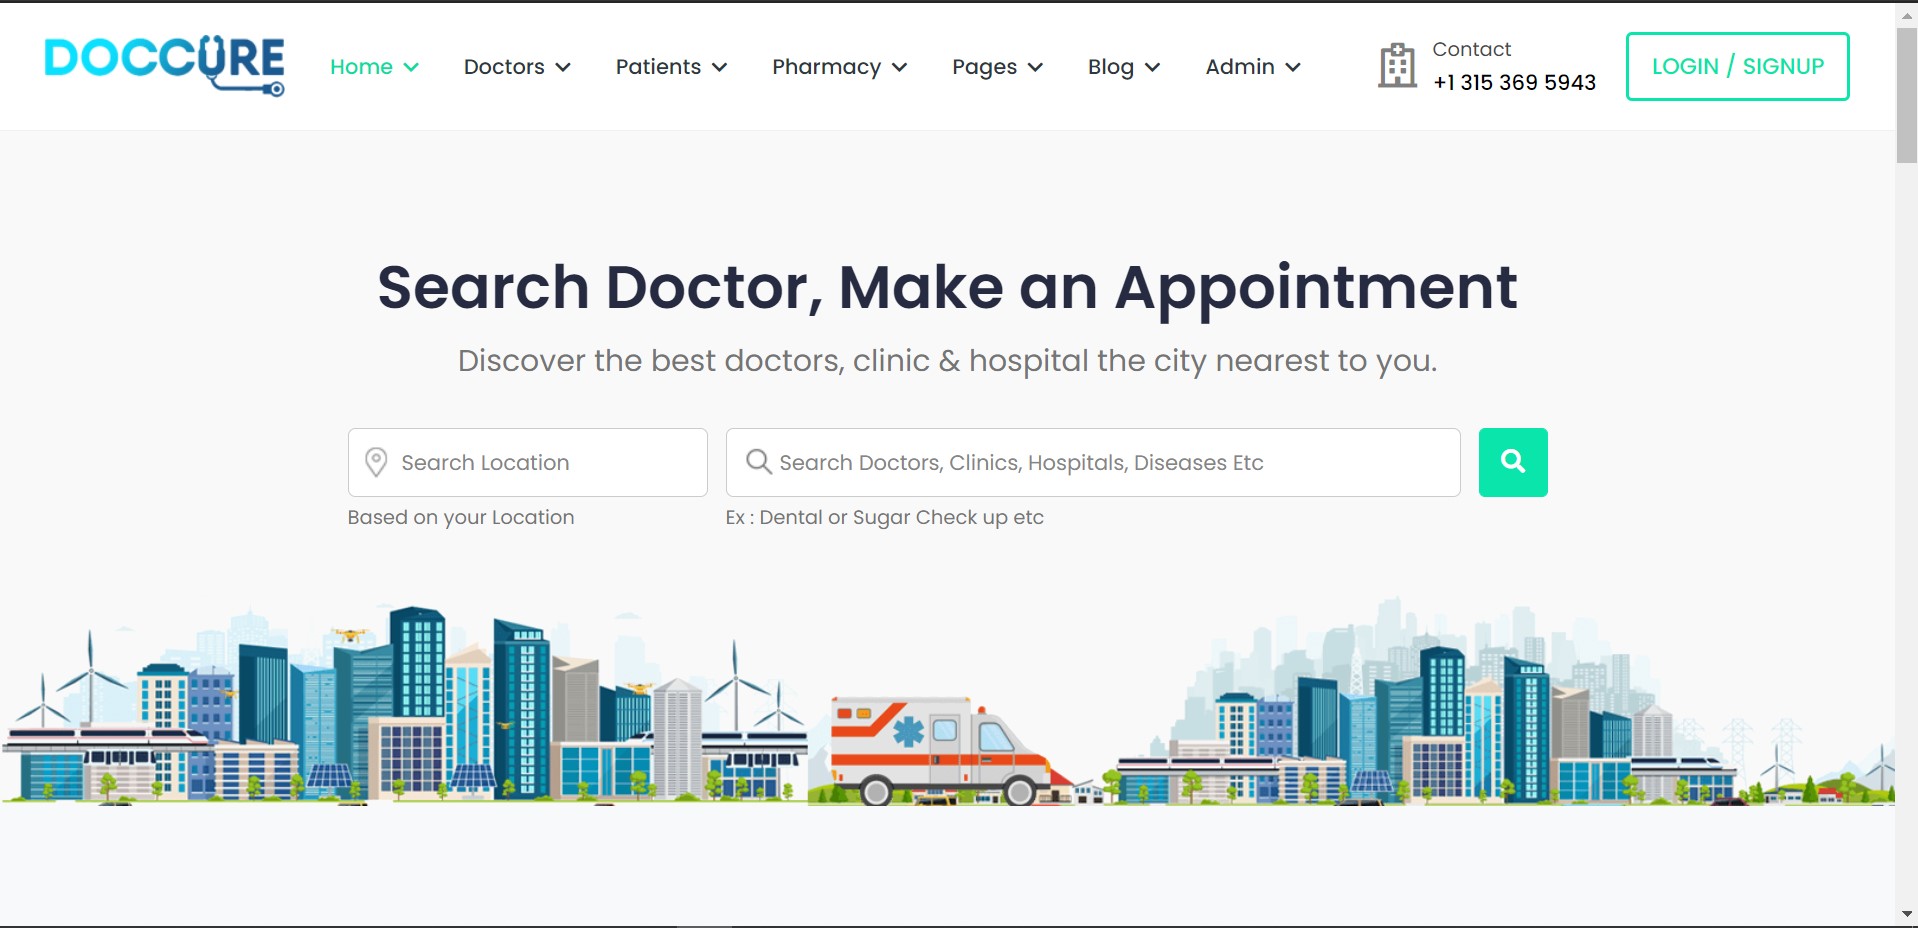 DOCCURE
Home Doctors Patients Pharmacy Pages Blog Admin
Contact
+1 315 369 5943
LOGIN / SIGNUP
Search Doctor, Make an Appointment
Discover the best doctors, clinic & hospital the city nearest to you.
Search Location
Search Doctors, Clinics, Hospitals, Diseases Etc
Based on your Location
Ex : Dental or Sugar Check up etc